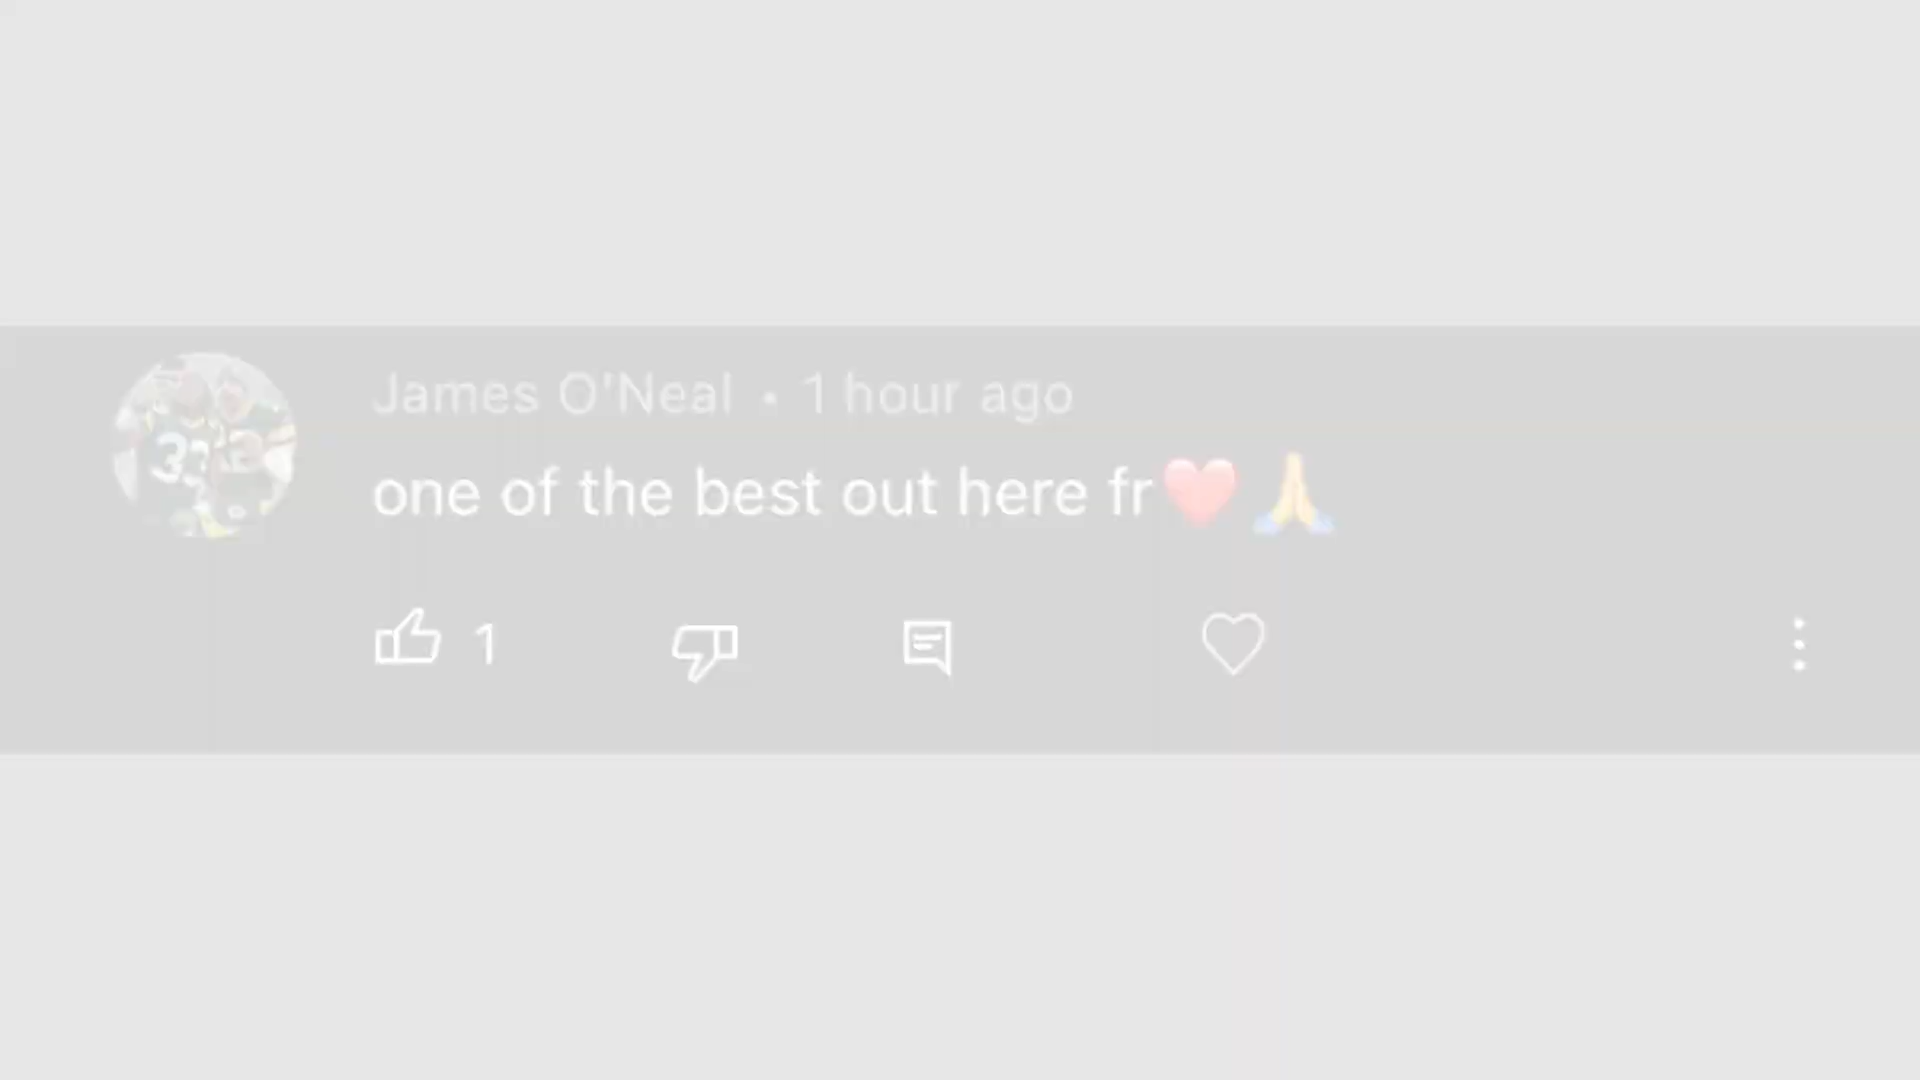 James O'Neal • 1 hour ago
one of the best out here fr❤️🙏
1